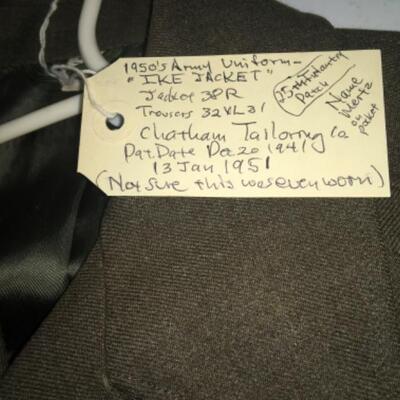 1950's Army Uniform-
"IKE JACKET"
Jacket 38R
Trousers 32XL31
Chatham Tailoring Co
Pat. Date Dec 20 1941
13 Jan 1951
(Not sure this was even worn)
25th Infantry
Patch
Name
Mertz
on
pocket